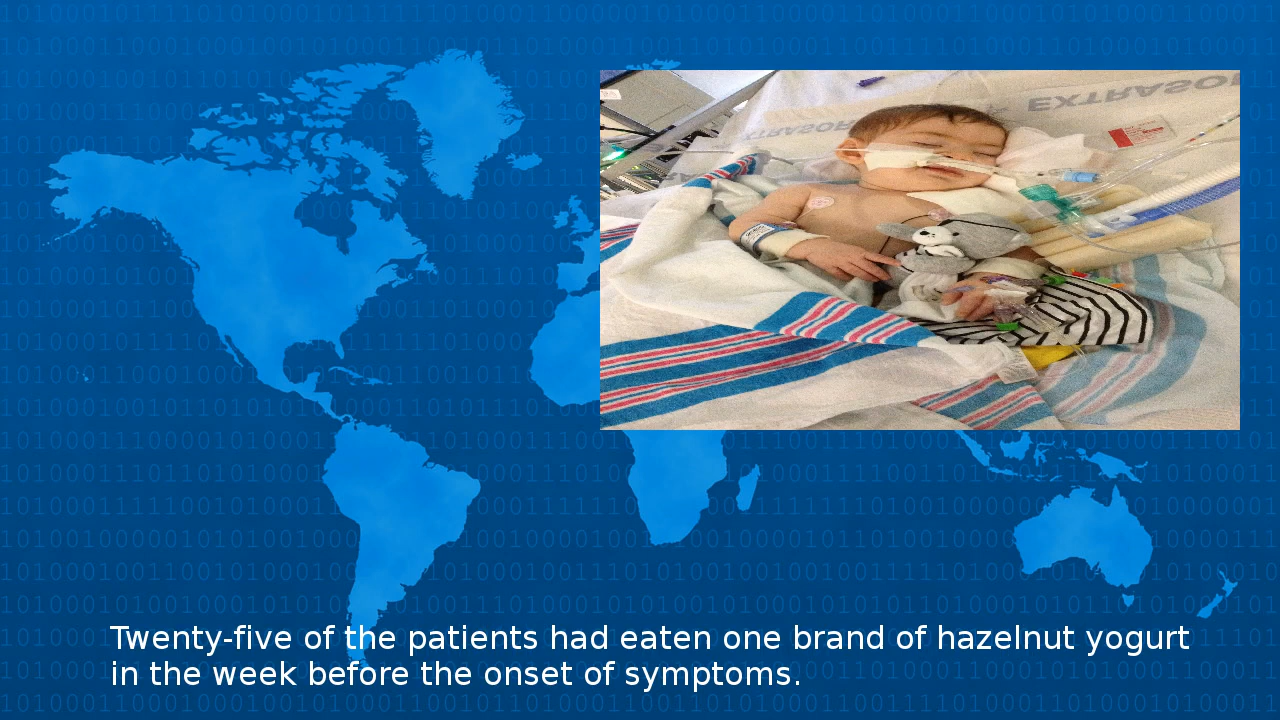 EXTRASO
Twenty-five of the patients had eaten one brand of hazelnut yogurt
in the week before the onset of symptoms.